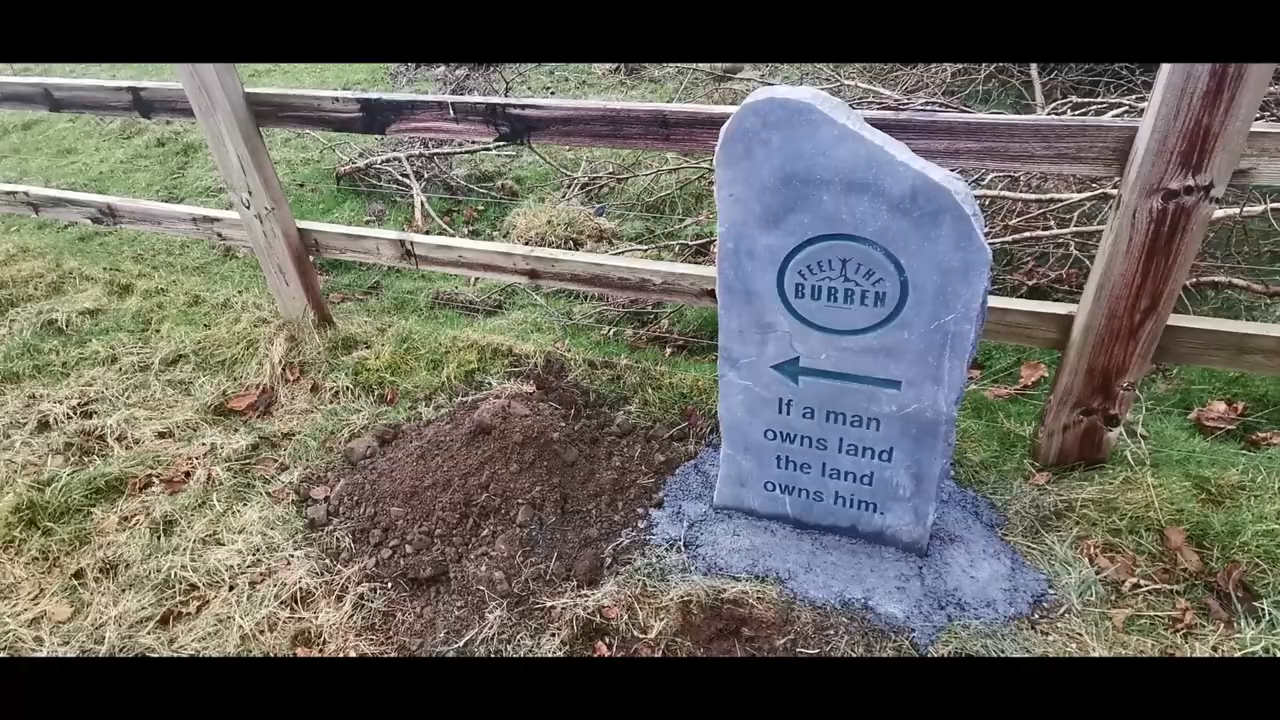 FEEL THE
BURREN
If a man
owns land
the land
owns him.